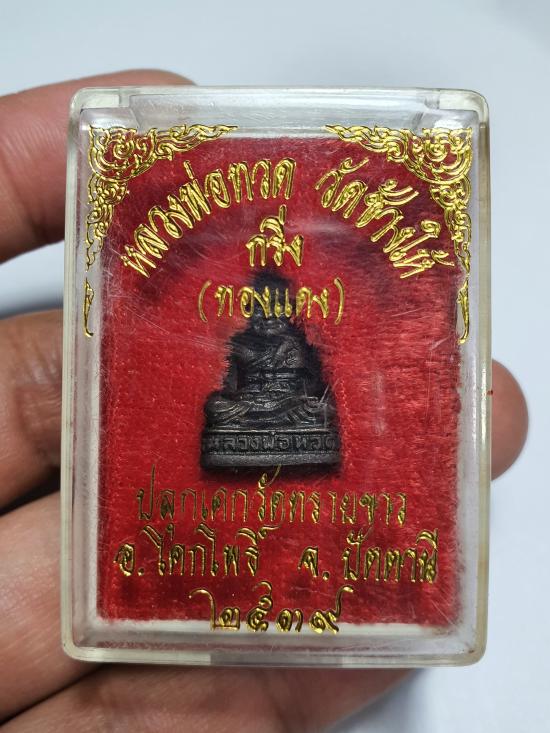 หลวงพ่อทวด วัดช้างให้
กริ่ง
(ทองแดง)
หลวงพ่อทวด
ปลุกเสกวัดทรายขาว
อ.โคกโพธิ์ จ.ปัตตานี
๒๕๓๙